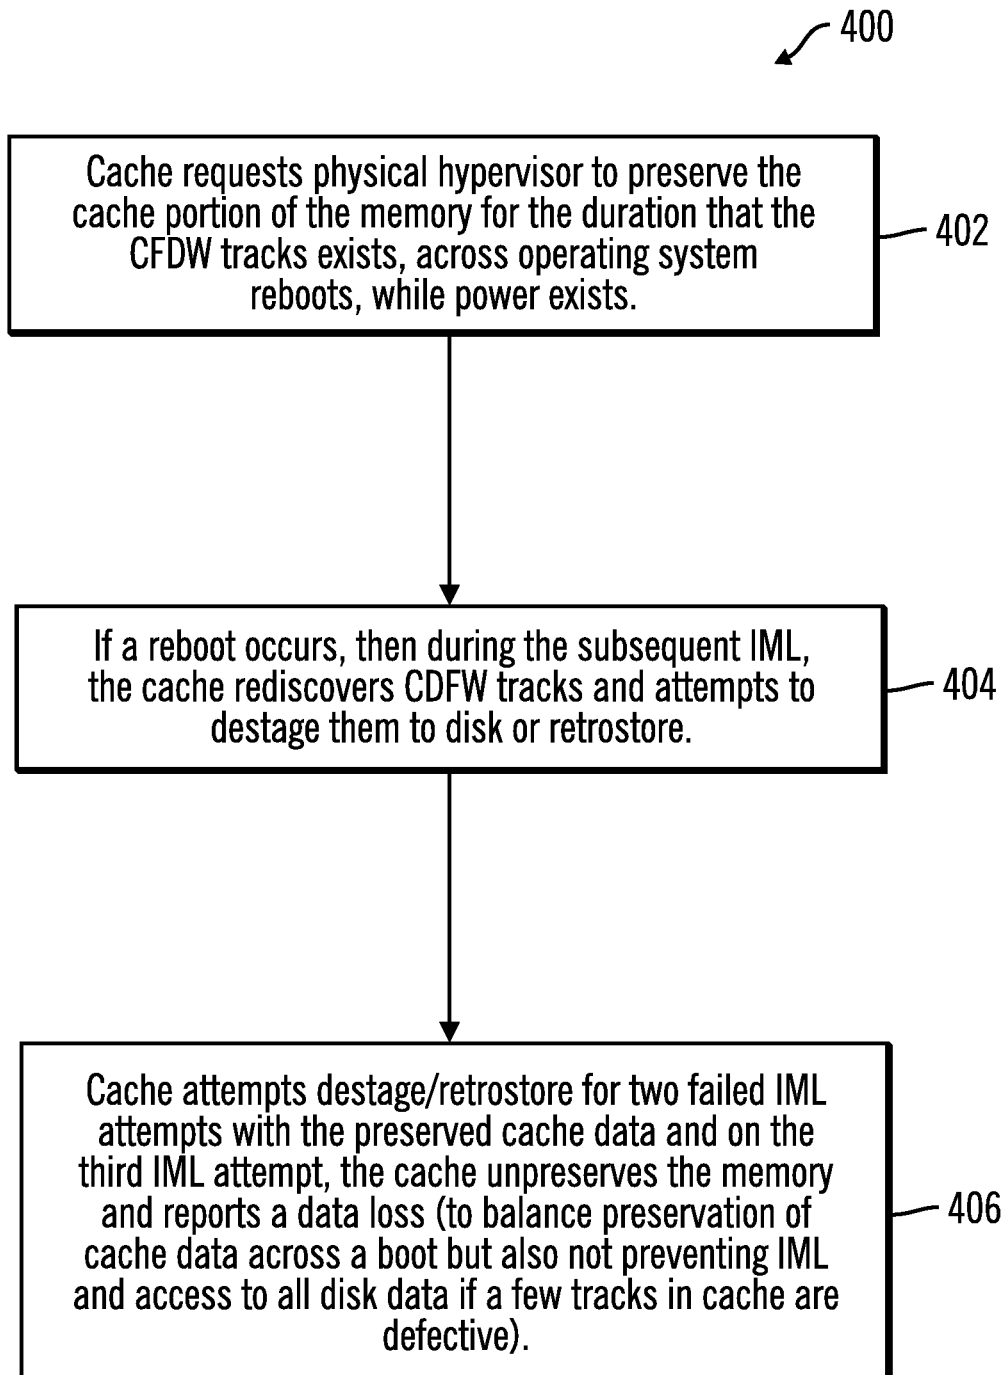 400
Cache requests physical hypervisor to preserve the
cache portion of the memory for the duration that the
CFDW tracks exists, across operating system
reboots, while power exists.
402
If a reboot occurs, then during the subsequent IML,
the cache rediscovers CDFW tracks and attempts to
destage them to disk or retrostore.
404
Cache attempts destage/retrostore for two failed IML
attempts with the preserved cache data and on the
third IML attempt, the cache unpreserves the memory
and reports a data loss (to balance preservation of
cache data across a boot but also not preventing IML
and access to all disk data if a few tracks in cache are
defective).
406